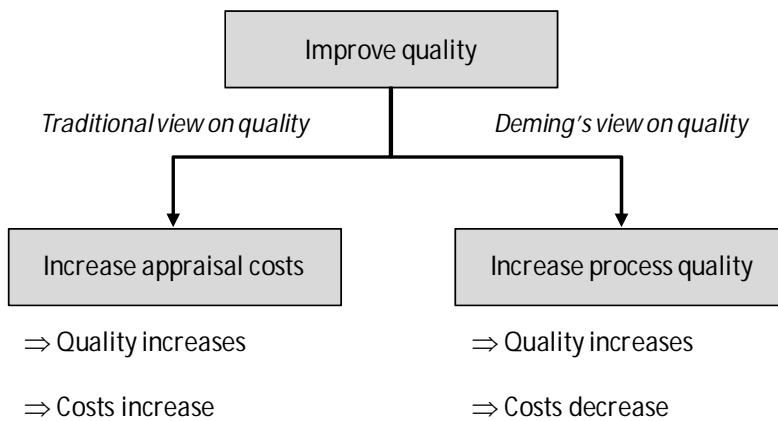 Improve quality
Traditional view on quality
Deming's view on quality
Increase appraisal costs
Increase process quality
⇒ Quality increases
⇒ Quality increases
⇒ Costs increase
⇒ Costs decrease